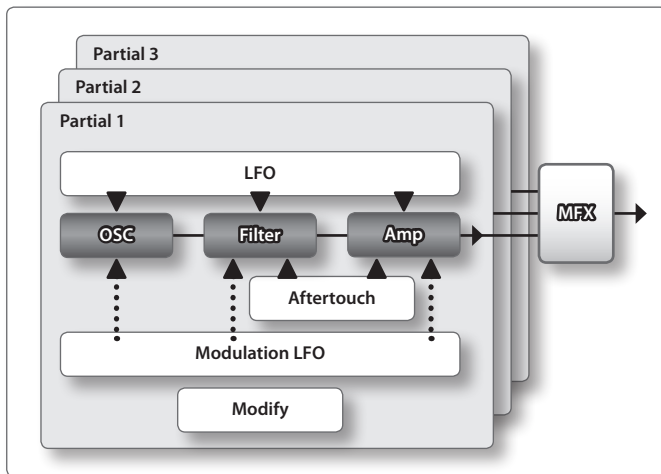 Partial 3
Partial 2
Partial 1
LFO
OSC
Filter
Amp
MFX
Aftertouch
Modulation LFO
Modify